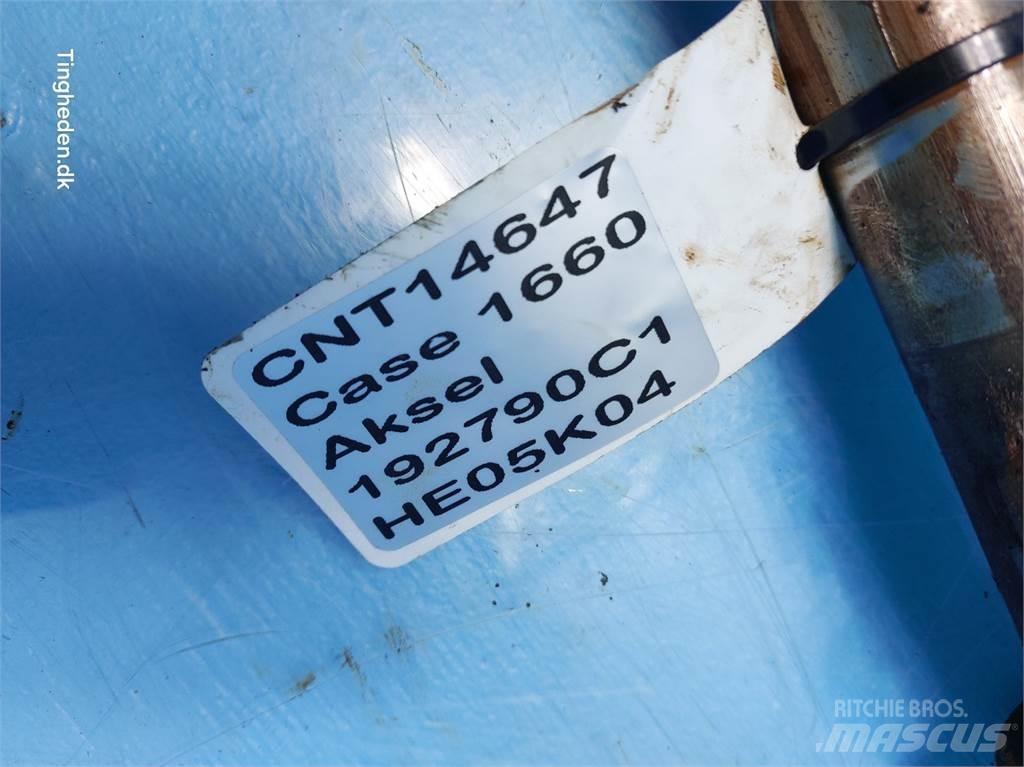 Tingheden.dk
CNT14647
Case 1660
Aksel
192790C1
HE05K04
RITCHIE BROS.
MASCUS